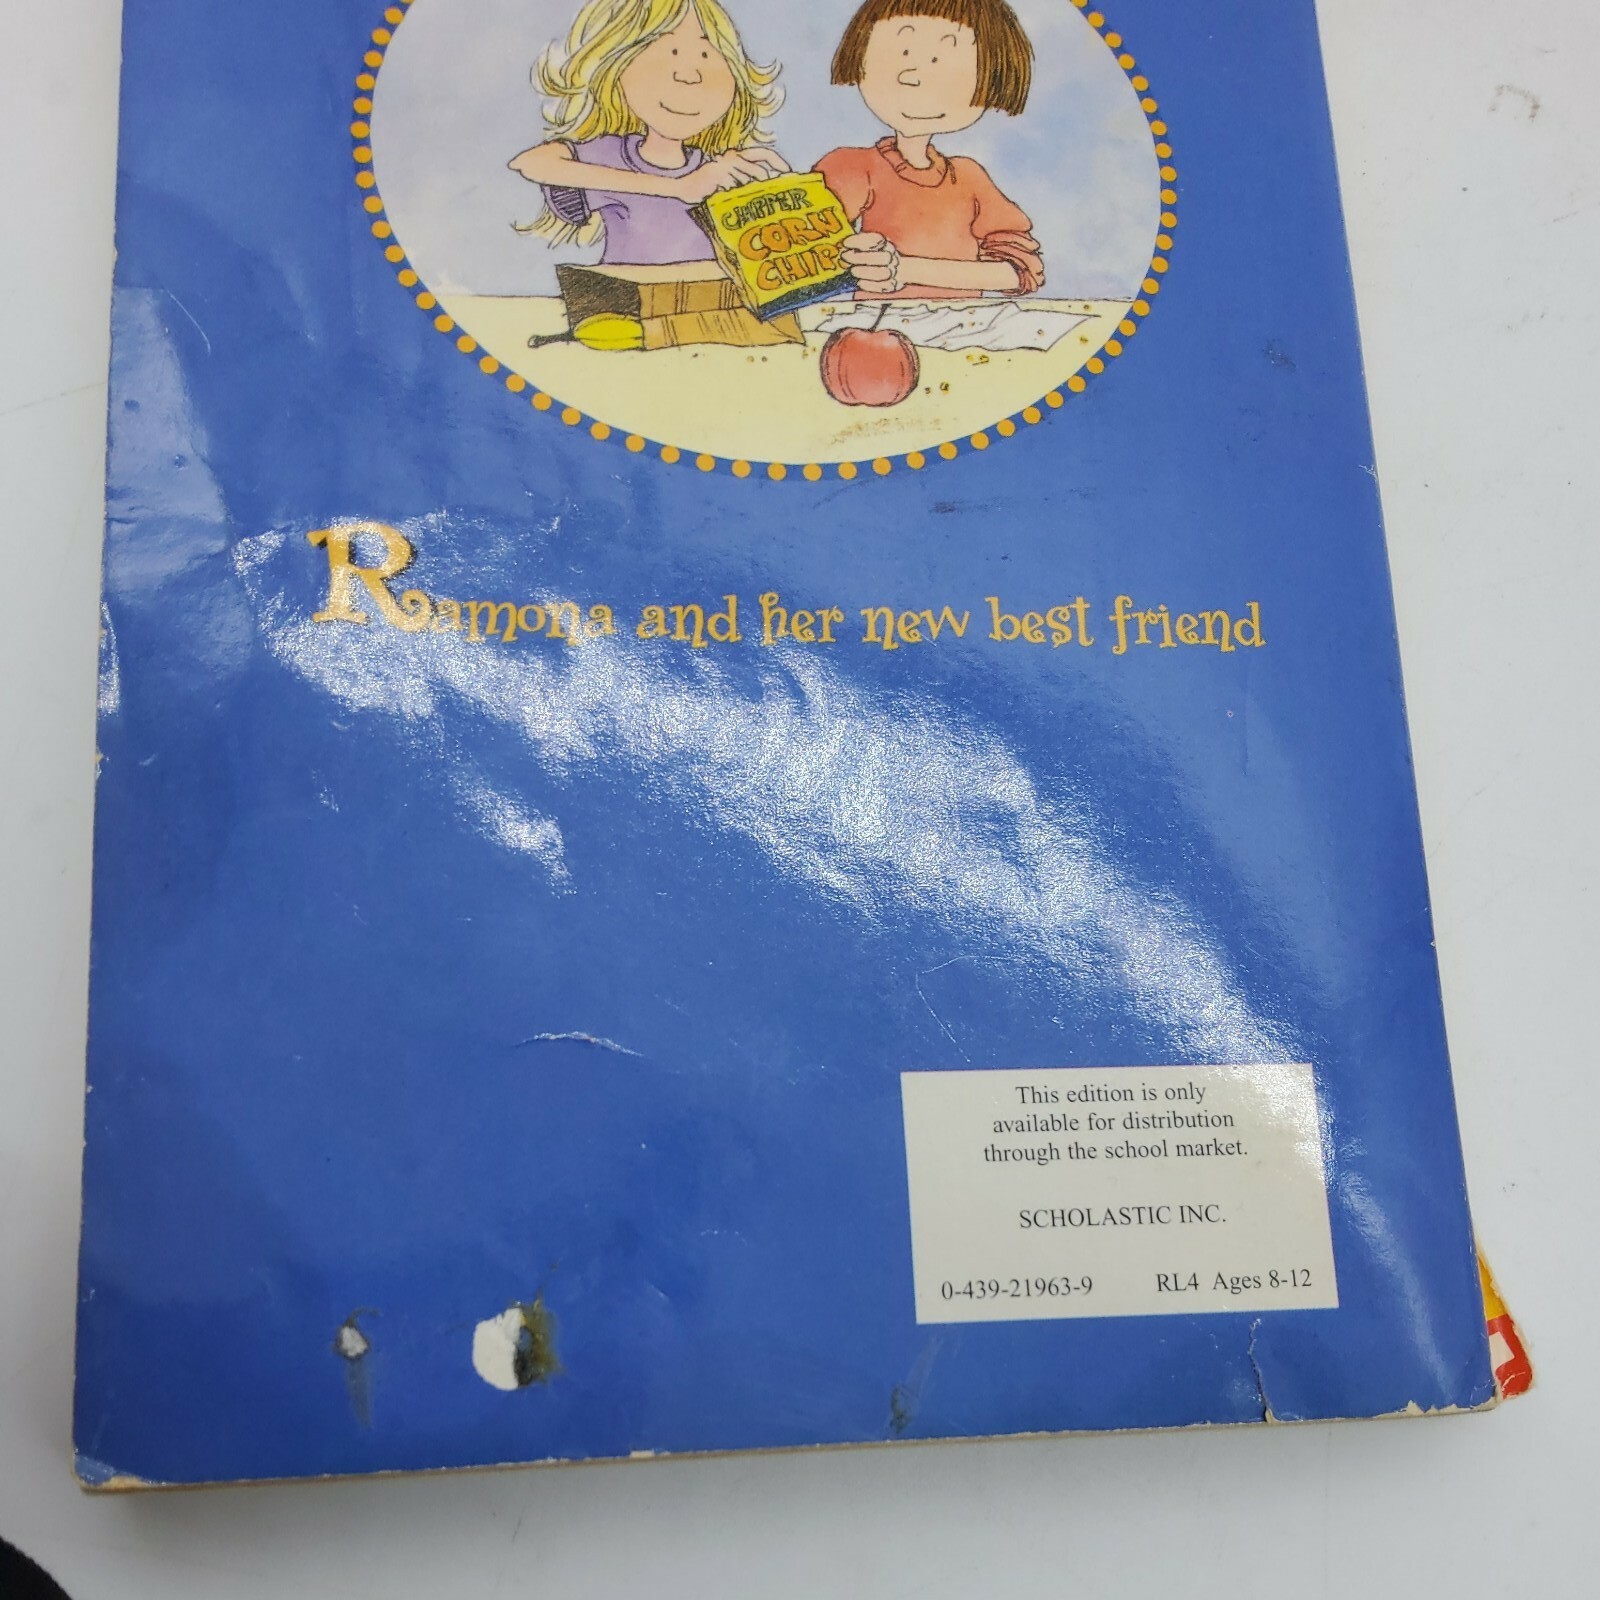 CHIPPER
CORN
CHIPS
Ramona and her new best friend
This edition is only
available for distribution
through the school market.
SCHOLASTIC INC.
0-439-21963-9 RL4 Ages 8-12